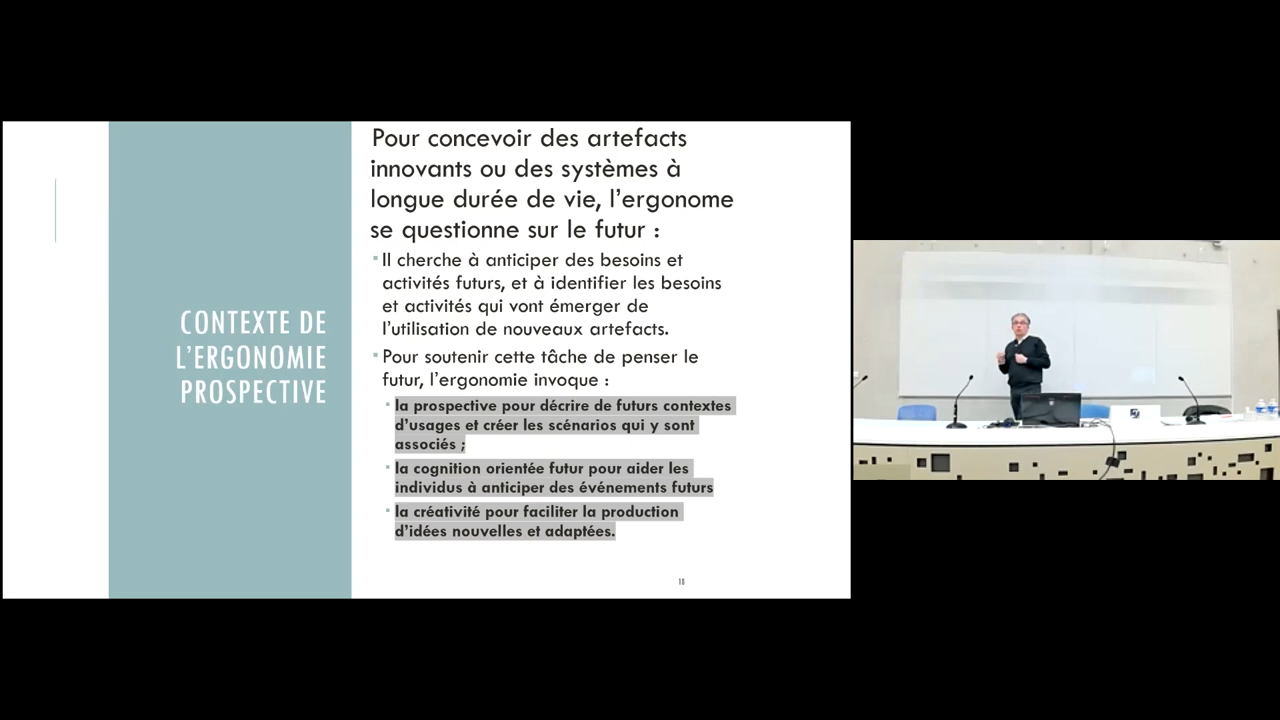 CONTEXTE DE
L'ERGONOMIE
PROSPECTIVE
Pour concevoir des artefacts
innovants ou des systèmes à
longue durée de vie, l'ergonome
se questionne sur le futur :
Il cherche à anticiper des besoins et
activités futurs, et à identifier les besoins
et activités qui vont émerger de
l'utilisation de nouveaux artefacts.
Pour soutenir cette tâche de penser le
futur, l'ergonomie invoque :
la prospective pour décrire de futurs contextes
d'usages et créer les scénarios qui y sont
associés ;
la cognition orientée futur pour aider les
individus à anticiper des événements futurs
la créativité pour faciliter la production
d'idées nouvelles et adaptées.
18